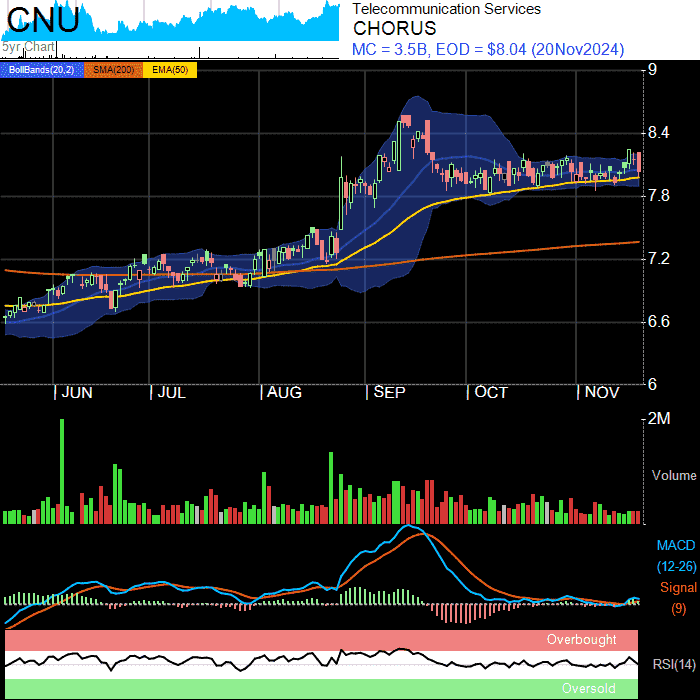 CNU
5yr Chart
Telecommunication Services
CHORUS
MC = 3.5B, EOD = $8.04 (20Nov2024)
BollBands(20,2) SMA(200) EMA(50)
9
8.4
7.8
7.2
6.6
6
JUN JUL AUG SEP OCT NOV
2M
Volume
MACD
(12-26)
Signal
(9)
Overbought
RSI(14)
Oversold